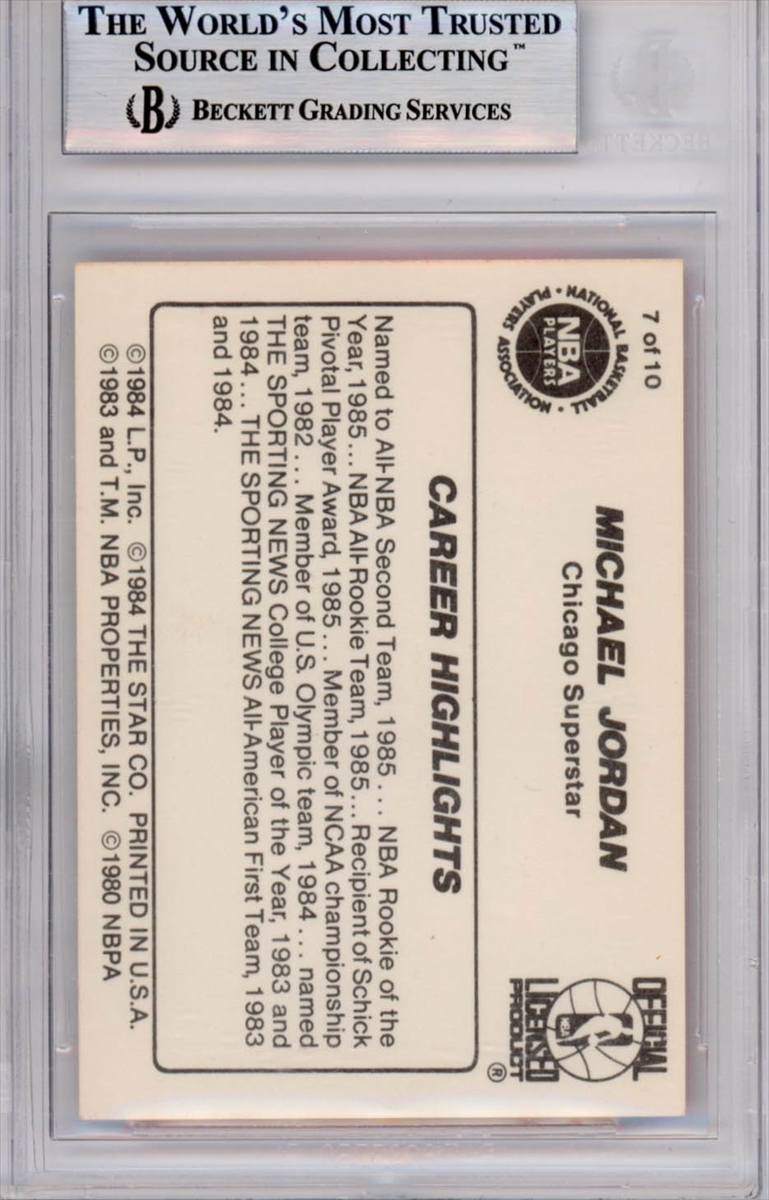 THE WORLD'S MOST TRUSTED
SOURCE IN COLLECTING™
B BECKETT GRADING SERVICES
BECKETT
7 of 10
NATIONAL BASKETBALL PLAYERS ASSOCIATION
NBA
PLAYERS
MICHAEL JORDAN
Chicago Superstar
OFFICIAL
NBA
LICENSED
PRODUCT ®
CAREER HIGHLIGHTS
Named to All-NBA Second Team, 1985 . . . NBA Rookie of the
Year, 1985 . . . NBA All-Rookie Team, 1985 . . . Recipient of Schick
Pivotal Player Award, 1985 . . . Member of NCAA championship
team, 1982 . . . Member of U.S. Olympic team, 1984 . . . named
THE SPORTING NEWS College Player of the Year, 1983 and
1984 . . . THE SPORTING NEWS All-American First Team, 1983
and 1984.
©1984 L.P., Inc. ©1984 THE STAR CO. PRINTED IN U.S.A.
©1983 and T.M. NBA PROPERTIES, INC. ©1980 NBPA